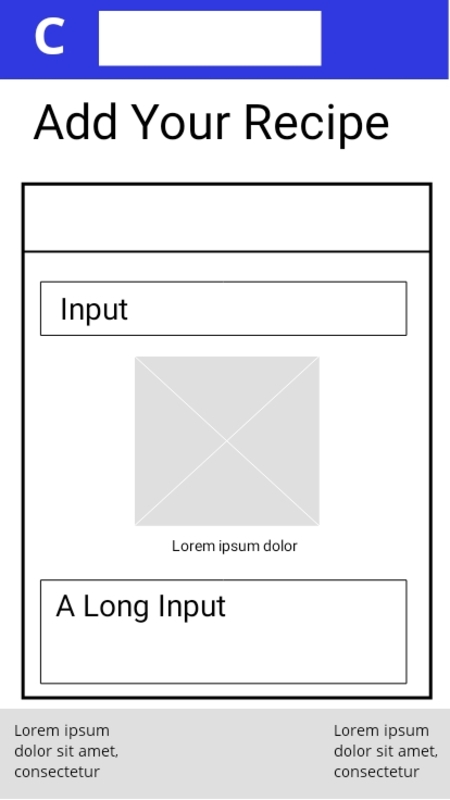 C
Add Your Recipe
Input
Lorem ipsum dolor
A Long Input
Lorem ipsum
dolor sit amet,
consectetur
Lorem ipsum
dolor sit amet,
consectetur